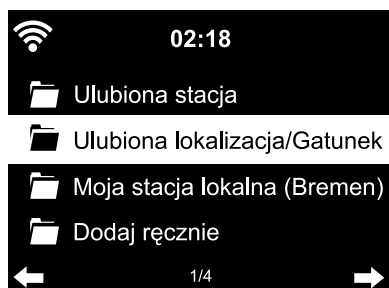 02:18
Ulubiona stacja
Ulubiona lokalizacja/Gatunek
Moja stacja lokalna (Bremen)
Dodaj ręcznie
1/4